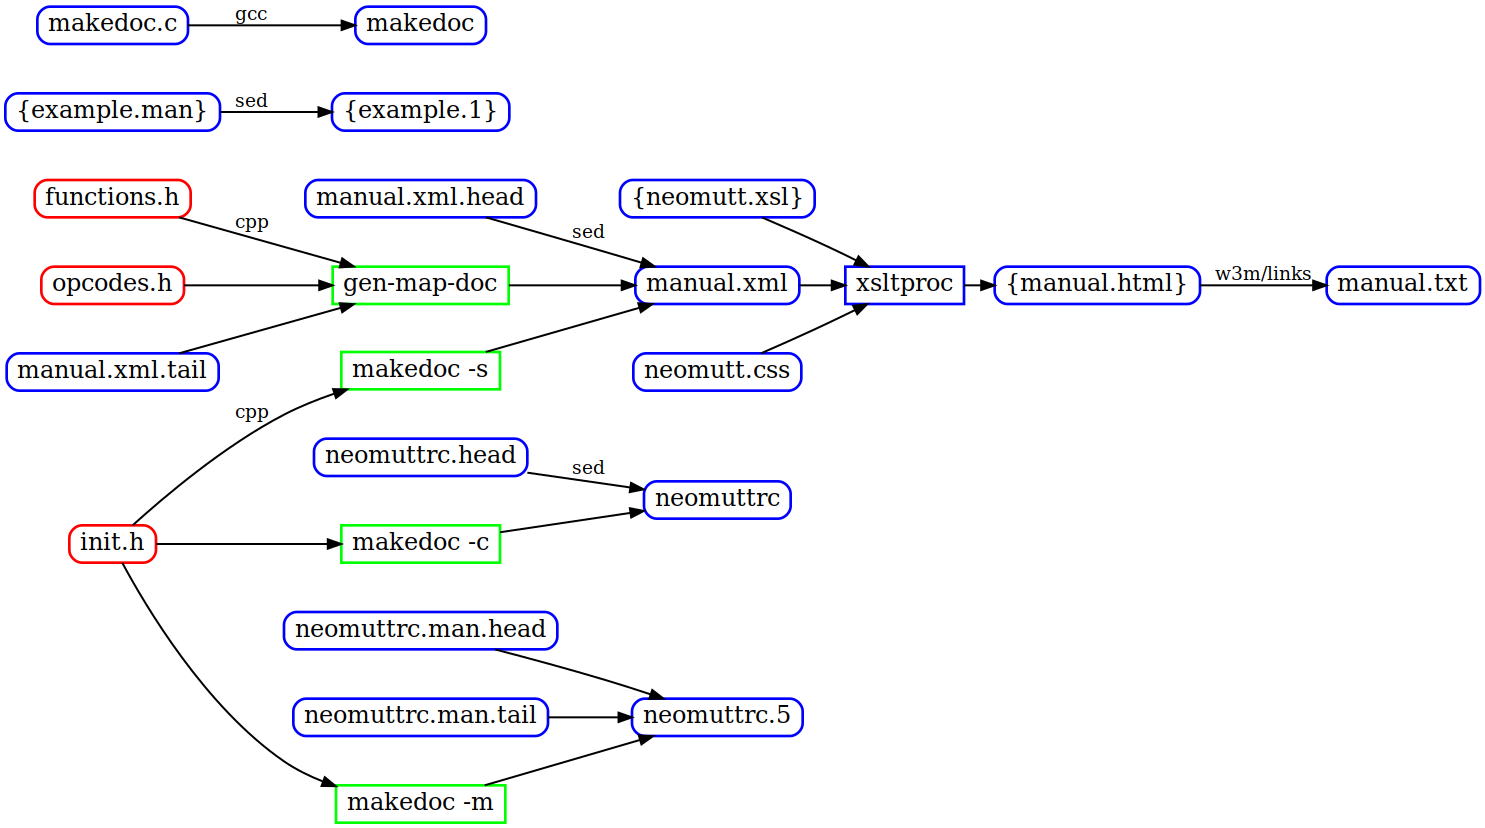 makedoc.c
gcc
makedoc
{example.man}
sed
{example.1}
functions.h
cpp
manual.xml.head
sed
{neomutt.xsl}
opcodes.h
gen-map-doc
manual.xml
xsltproc
{manual.html}
w3m/links
manual.txt
manual.xml.tail
makedoc -s
neomutt.css
cpp
neomuttrc.head
sed
neomuttrc
init.h
makedoc -c
neomuttrc.man.head
neomuttrc.man.tail
neomuttrc.5
makedoc -m